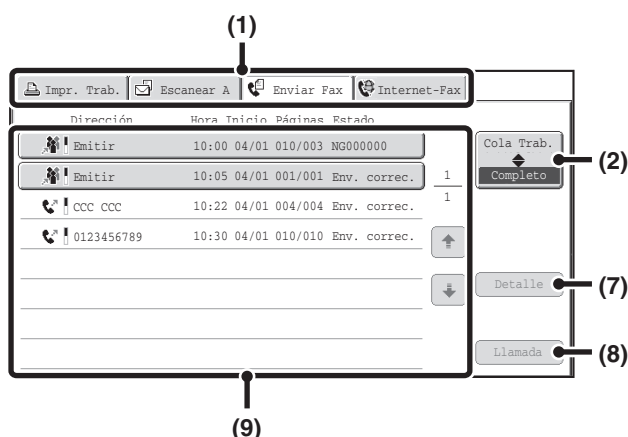 (1)
Impr. Trab. Escanear A Enviar Fax Internet-Fax
Dirección Hora Inicio Páginas Estado
Emitir 10:00 04/01 010/003 NG000000
Emitir 10:05 04/01 001/001 Env. correc.
CCC CCC 10:22 04/01 004/004 Env. correc.
0123456789 10:30 04/01 010/010 Env. correc.
1
1
Cola Trab.
Completo
(2)
Detalle
(7)
Llamada
(8)
(9)